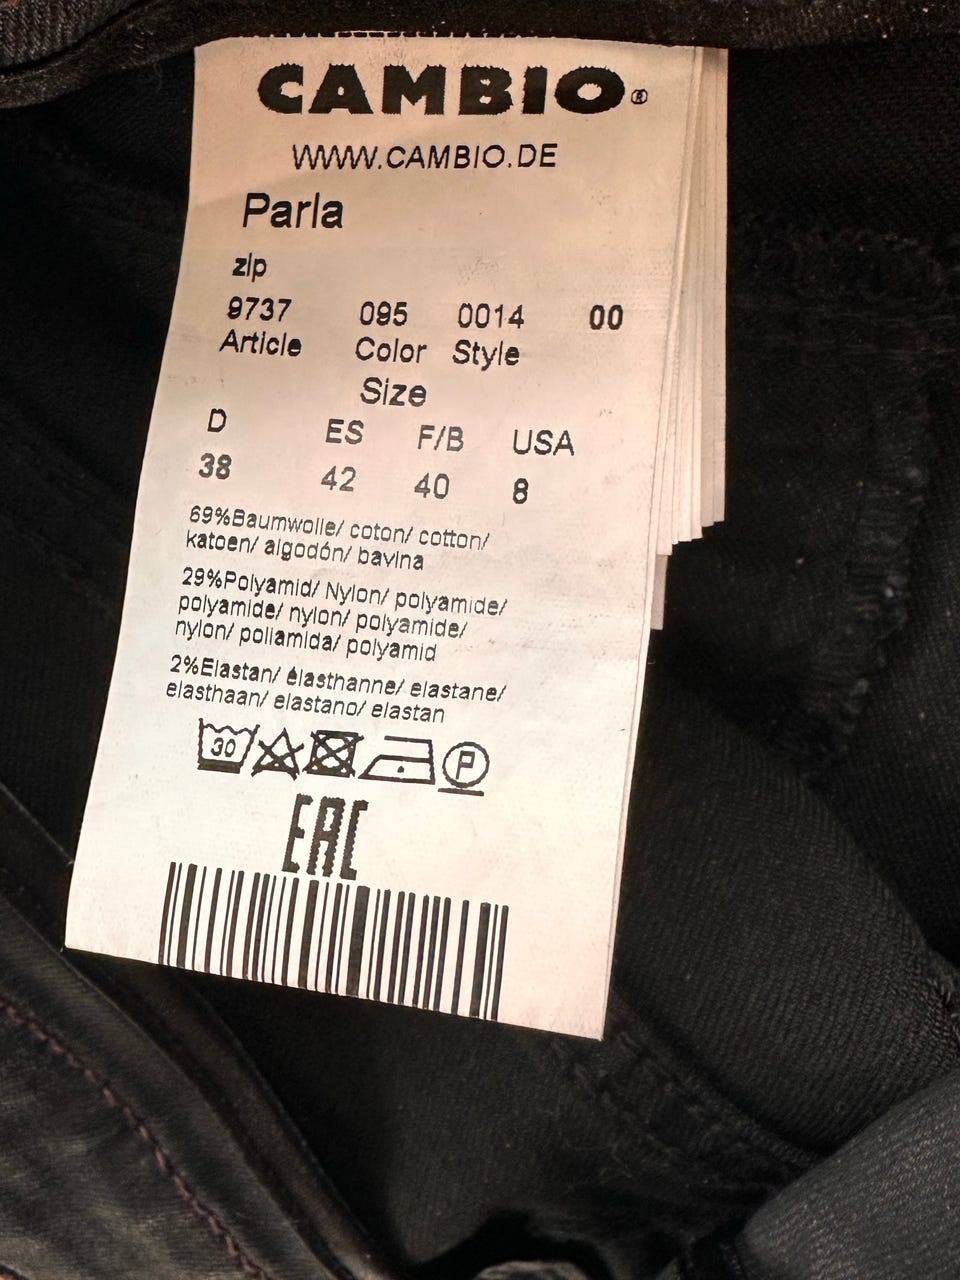 CAMBIO®
WWW.CAMBIO.DE
Parla
zip
9737 095 0014 00
Article Color Style
Size
D ES F/B USA
38 42 40 8
69%Baumwolle/ coton/ cotton/
katoen/ algodón/ bavlna
29%Polyamid/ Nylon/ polyamide/
polyamide/ nylon/ polyamide/
nylon/ poliamida/ polyamid
2%Elastan/ élasthanne/ elastane/
elasthaan/ elastano/ elastan
30 P
EAC